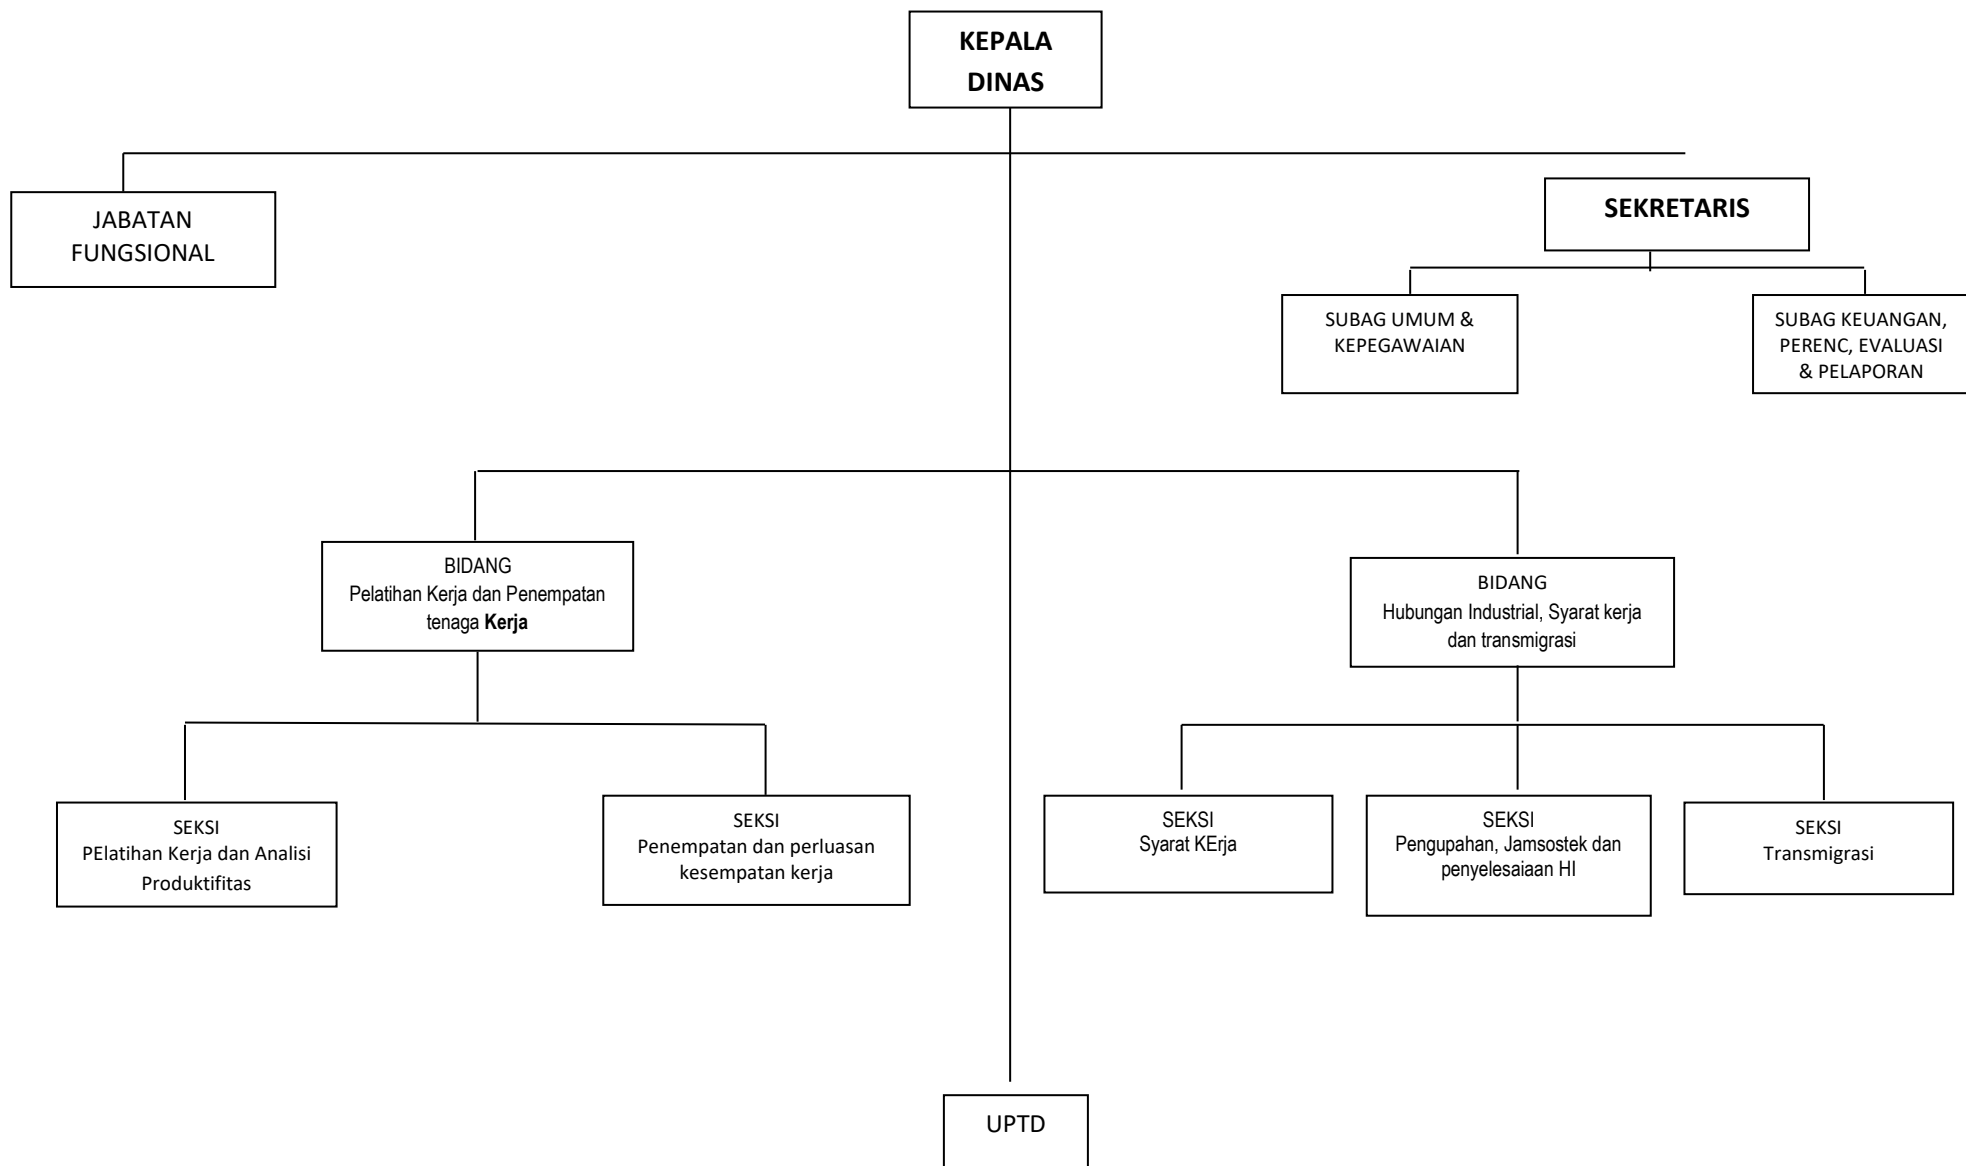 KEPALA
DINAS
JABATAN
FUNGSIONAL
SEKRETARIS
SUBAG UMUM &
KEPEGAWAIAN
SUBAG KEUANGAN,
PERENC, EVALUASI
& PELAPORAN
BIDANG
Pelatihan Kerja dan Penempatan
tenaga Kerja
BIDANG
Hubungan Industrial, Syarat kerja
dan transmigrasi
SEKSI
PElatihan Kerja dan Analisi
Produktifitas
SEKSI
Penempatan dan perluasan
kesempatan kerja
SEKSI
Syarat KErja
SEKSI
Pengupahan, Jamsostek dan
penyelesaiaan HI
SEKSI
Transmigrasi
UPTD